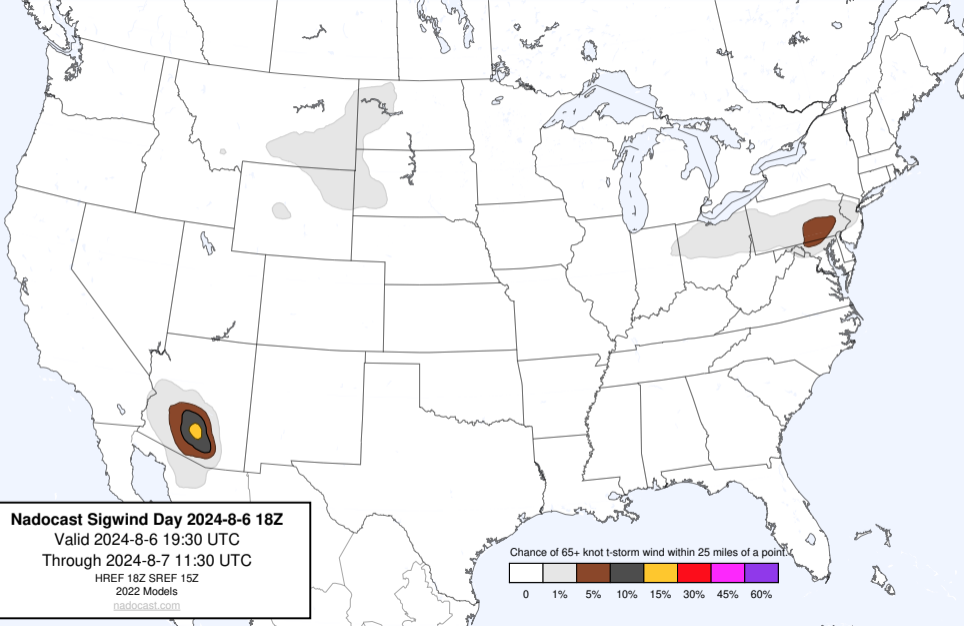 Nadocast Sigwind Day 2024-8-6 18Z
Valid 2024-8-6 19:30 UTC
Through 2024-8-7 11:30 UTC
HREF 18Z SREF 15Z
2022 Models
nadocast.com
Chance of 65+ knot t-storm wind within 25 miles of a point.
0 1% 5% 10% 15% 30% 45% 60%